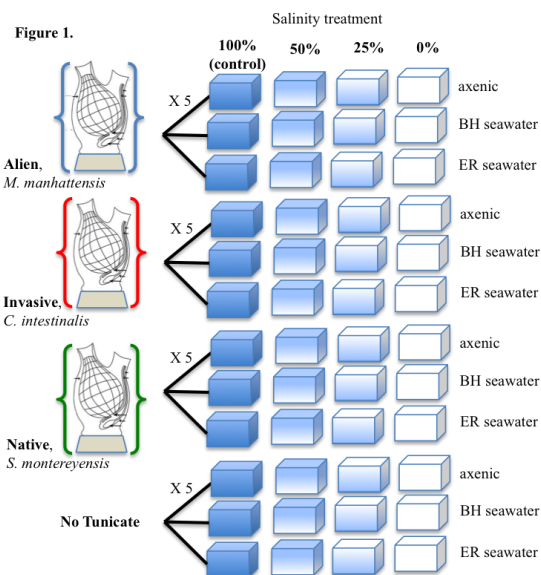 Figure 1.
Salinity treatment
100%
(control)
50%
25%
0%
X 5
axenic
BH seawater
ER seawater
Alien,
M. manhattensis
X 5
axenic
BH seawater
ER seawater
Invasive,
C. intestinalis
X 5
axenic
BH seawater
ER seawater
Native,
S. montereyensis
X 5
axenic
No Tunicate
BH seawater
ER seawater